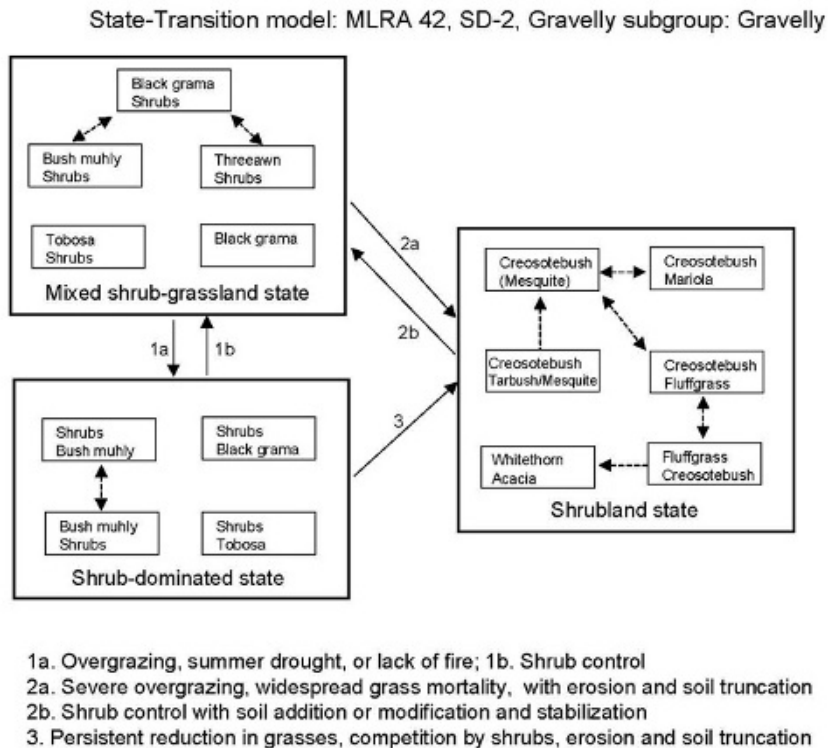 State-Transition model: MLRA 42, SD-2, Gravelly subgroup: Gravelly
Black grama
Shrubs
Bush muhly
Shrubs
Threeawn
Shrubs
Tobosa
Shrubs
Black grama
Mixed shrub-grassland state
2a
2b
1a
1b
3
Creosotebush
(Mesquite)
Creosotebush
Mariola
Creosotebush
Tarbush/Mesquite
Creosotebush
Fluffgrass
Whitethorn
Acacia
Fluffgrass
Creosotebush
Shrubland state
Shrubs
Bush muhly
Shrubs
Black grama
Bush muhly
Shrubs
Shrubs
Tobosa
Shrub-dominated state
1a. Overgrazing, summer drought, or lack of fire; 1b. Shrub control
2a. Severe overgrazing, widespread grass mortality, with erosion and soil truncation
2b. Shrub control with soil addition or modification and stabilization
3. Persistent reduction in grasses, competition by shrubs, erosion and soil truncation